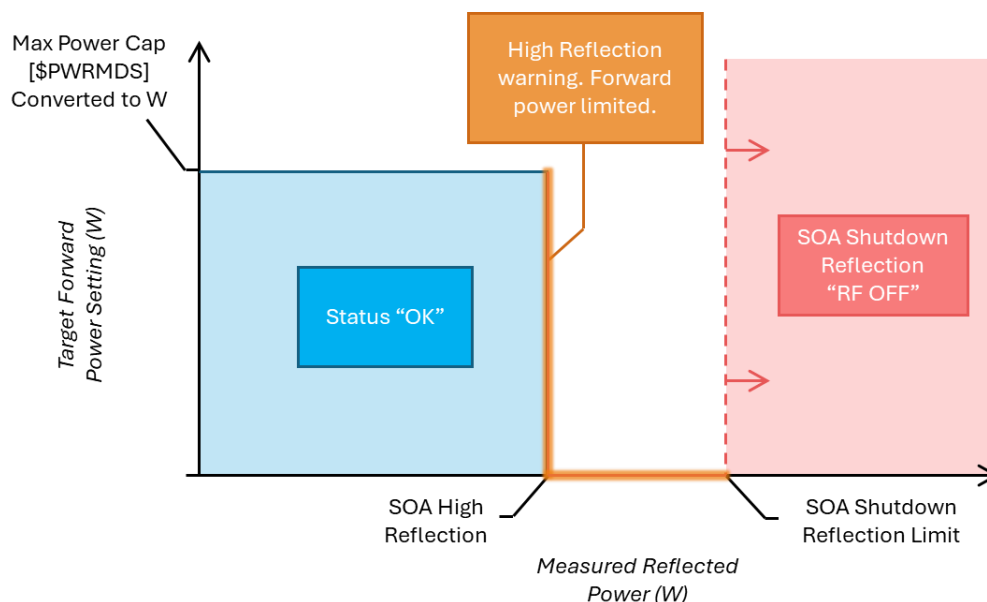 Max Power Cap
[$PWRMDS]
Converted to W
High Reflection
warning. Forward
power limited.
SOA Shutdown
Reflection
“RF OFF”
Status “OK”
Target Forward
Power Setting (W)
SOA High
Reflection
SOA Shutdown
Reflection Limit
Measured Reflected
Power (W)